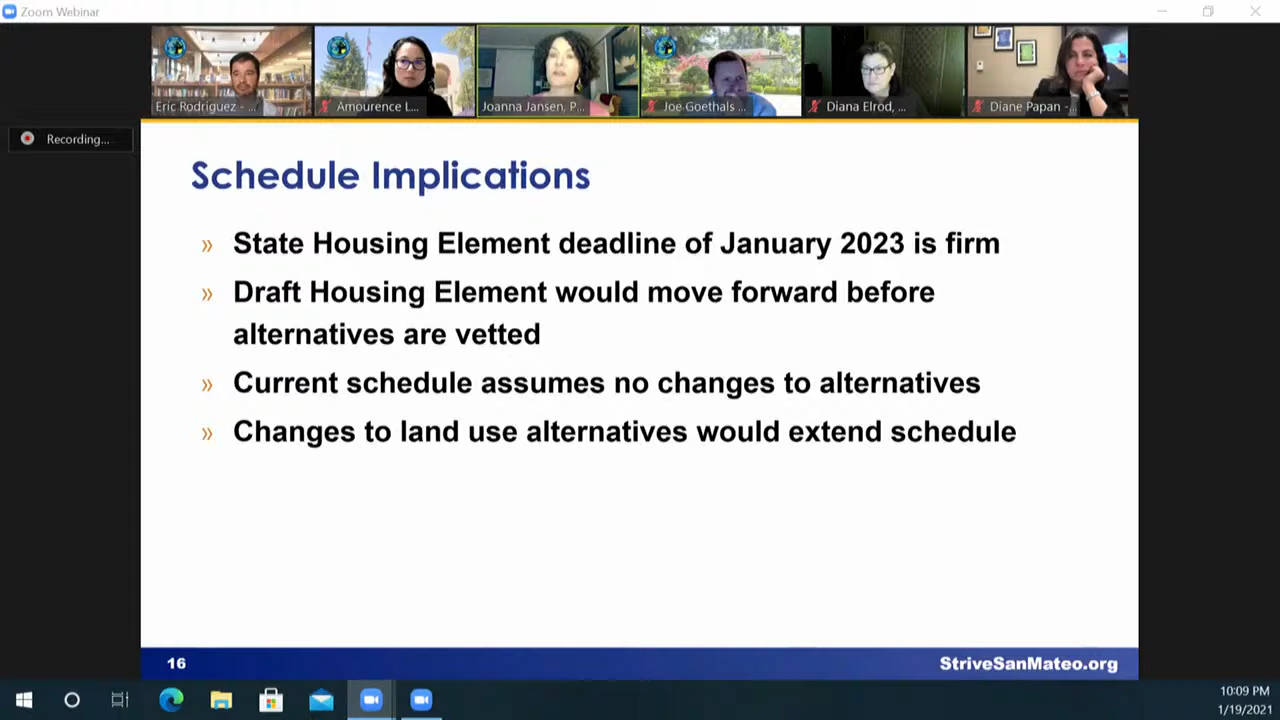 Zoom Webinar
Eric Rodriguez - ...
Amourence L...
Joanna Jansen, P...
Joe Goethals ...
Diana Elrod, ...
Diane Papan -...
Recording...
Schedule Implications
» State Housing Element deadline of January 2023 is firm
» Draft Housing Element would move forward before
alternatives are vetted
» Current schedule assumes no changes to alternatives
» Changes to land use alternatives would extend schedule
16
StriveSanMateo.org
10:09 PM
1/19/2021